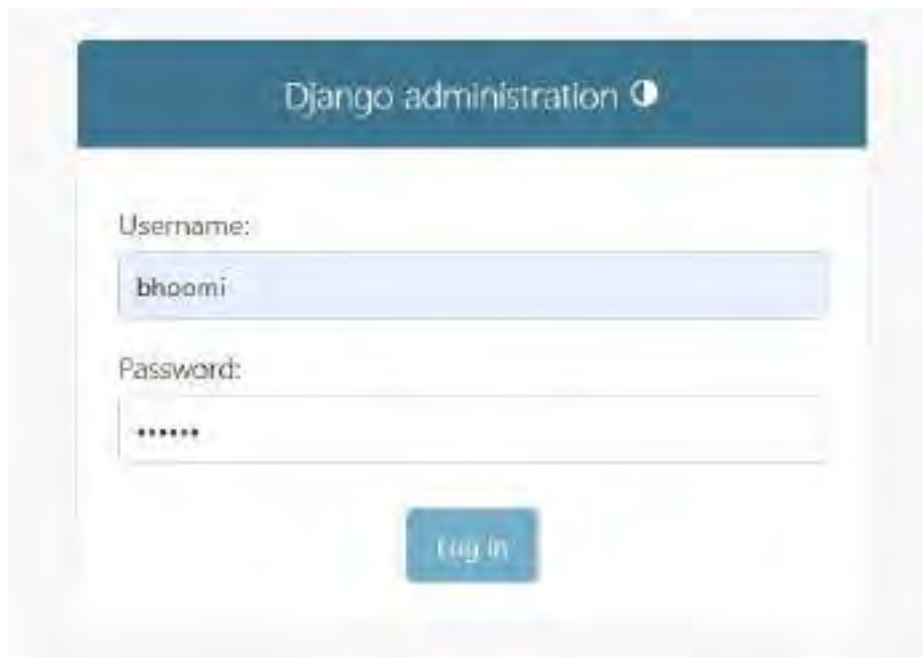 Django administration
Username:
bhoomi
Password:
••••••
Log in